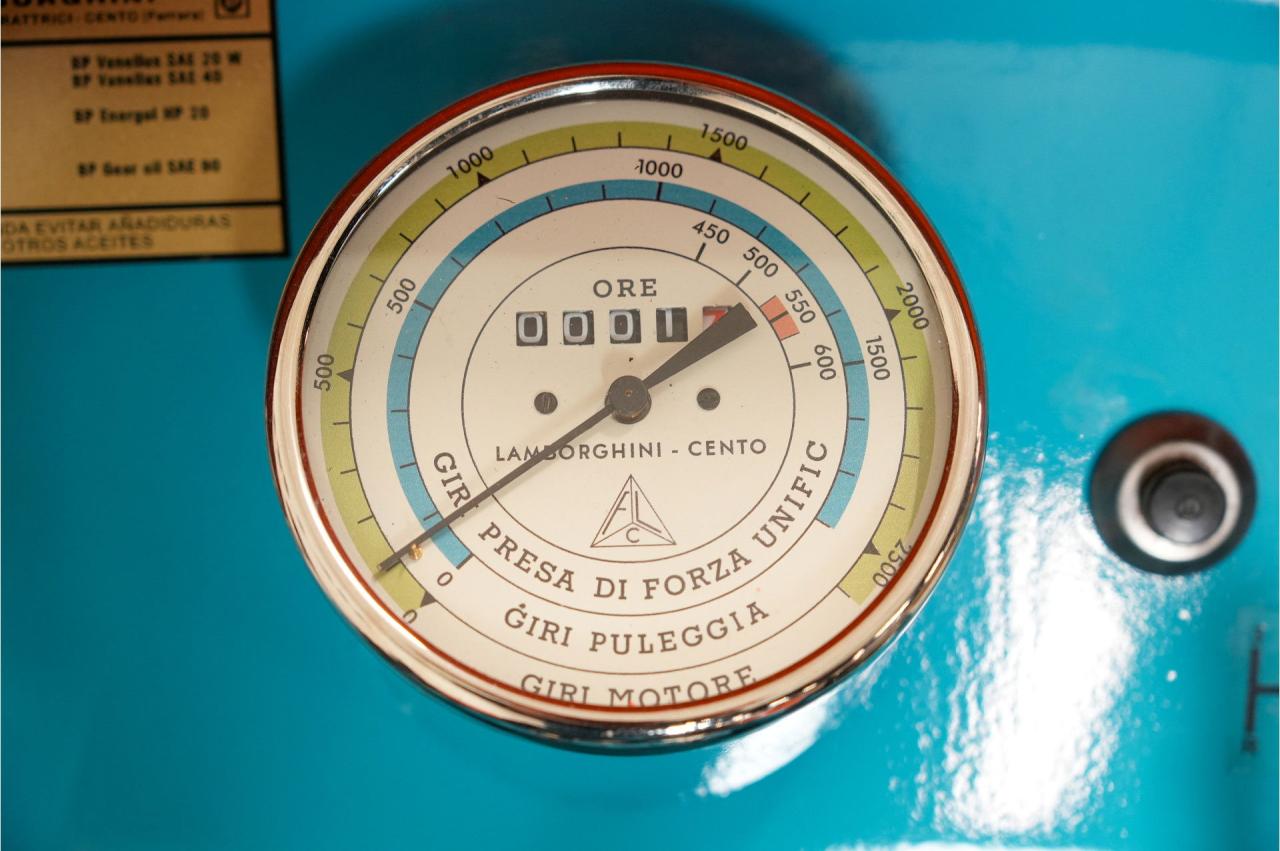 RATTRICI - CENTO (Ferrara)
BP Vanellus SAE 20 W
BP Vanellus SAE 40
BP Energol HP 20
BP Gear oil SAE 90
EVITAR AÑADIDURAS
OTROS ACEITES
0 500 1000 1500 2000 2500
0 500 1000 1500
450 500 550 600
ORE
0001
LAMBORGHINI - CENTO
F L C
GIRI PRESA DI FORZA UNIFIC
GIRI PULEGGIA
GIRI MOTORE
H